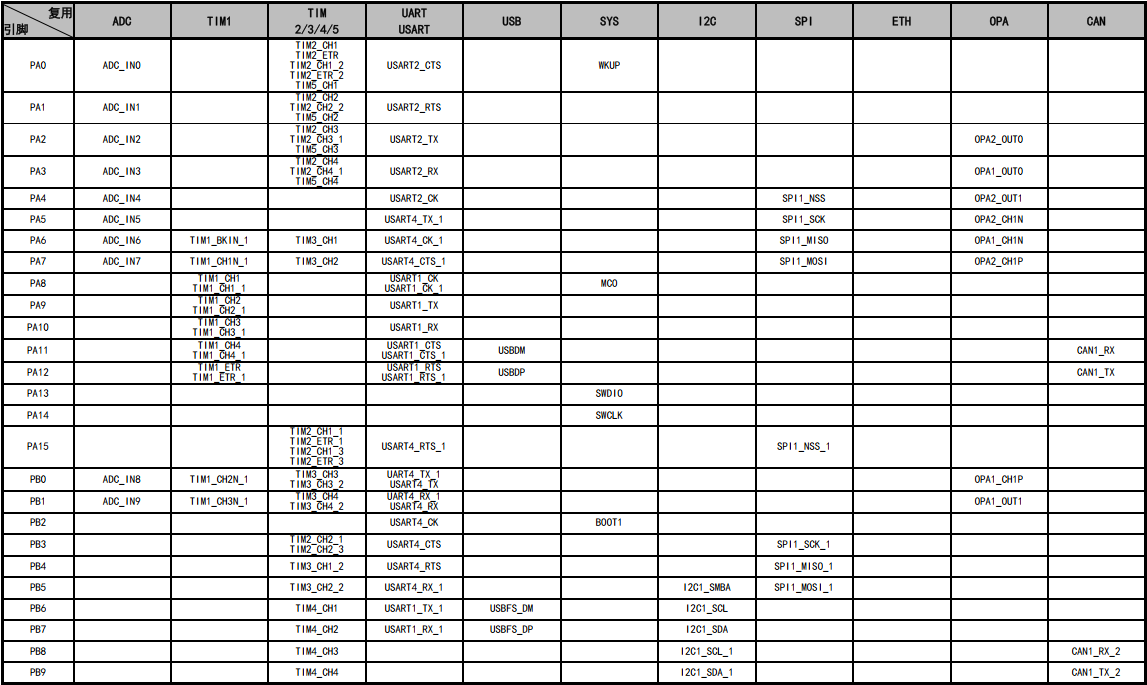 复用
引脚
ADC
TIM1
TIM
2/3/4/5
UART
USART
USB
SYS
I2C
SPI
ETH
OPA
CAN
PA0
ADC_IN0
TIM2_CH1
TIM2_ETR
TIM2_CH1_2
TIM2_ETR_2
TIM5_CH1
USART2_CTS
WKUP
PA1
ADC_IN1
TIM2_CH2
TIM2_CH2_2
TIM5_CH2
USART2_RTS
PA2
ADC_IN2
TIM2_CH3
TIM2_CH3_1
TIM5_CH3
USART2_TX
OPA2_OUT0
PA3
ADC_IN3
TIM2_CH4
TIM2_CH4_1
TIM5_CH4
USART2_RX
OPA1_OUT0
PA4
ADC_IN4
USART2_CK
SPI1_NSS
OPA2_OUT1
PA5
ADC_IN5
USART4_TX_1
SPI1_SCK
OPA2_CH1N
PA6
ADC_IN6
TIM1_BKIN_1
TIM3_CH1
USART4_CK_1
SPI1_MISO
OPA1_CH1N
PA7
ADC_IN7
TIM1_CH1N_1
TIM3_CH2
USART4_CTS_1
SPI1_MOSI
OPA2_CH1P
PA8
TIM1_CH1
TIM1_CH1_1
USART1_CK
USART1_CK_1
MCO
PA9
TIM1_CH2
TIM1_CH2_1
USART1_TX
PA10
TIM1_CH3
TIM1_CH3_1
USART1_RX
PA11
TIM1_CH4
TIM1_CH4_1
USART1_CTS
USART1_CTS_1
USBDM
CAN1_RX
PA12
TIM1_ETR
TIM1_ETR_1
USART1_RTS
USART1_RTS_1
USBDP
CAN1_TX
PA13
SWDIO
PA14
SWCLK
PA15
TIM2_CH1_1
TIM2_ETR_1
TIM2_CH1_3
TIM2_ETR_3
USART4_RTS_1
SPI1_NSS_1
PB0
ADC_IN8
TIM1_CH2N_1
TIM3_CH3
TIM3_CH3_2
UART4_TX_1
USART4_TX
OPA1_CH1P
PB1
ADC_IN9
TIM1_CH3N_1
TIM3_CH4
TIM3_CH4_2
UART4_RX_1
USART4_RX
OPA1_OUT1
PB2
USART4_CK
BOOT1
PB3
TIM2_CH2_1
TIM2_CH2_3
USART4_CTS
SPI1_SCK_1
PB4
TIM3_CH1_2
USART4_RTS
SPI1_MISO_1
PB5
TIM3_CH2_2
USART4_RX_1
I2C1_SMBA
SPI1_MOSI_1
PB6
TIM4_CH1
USART1_TX_1
USBFS_DM
I2C1_SCL
PB7
TIM4_CH2
USART1_RX_1
USBFS_DP
I2C1_SDA
PB8
TIM4_CH3
I2C1_SCL_1
CAN1_RX_2
PB9
TIM4_CH4
I2C1_SDA_1
CAN1_TX_2